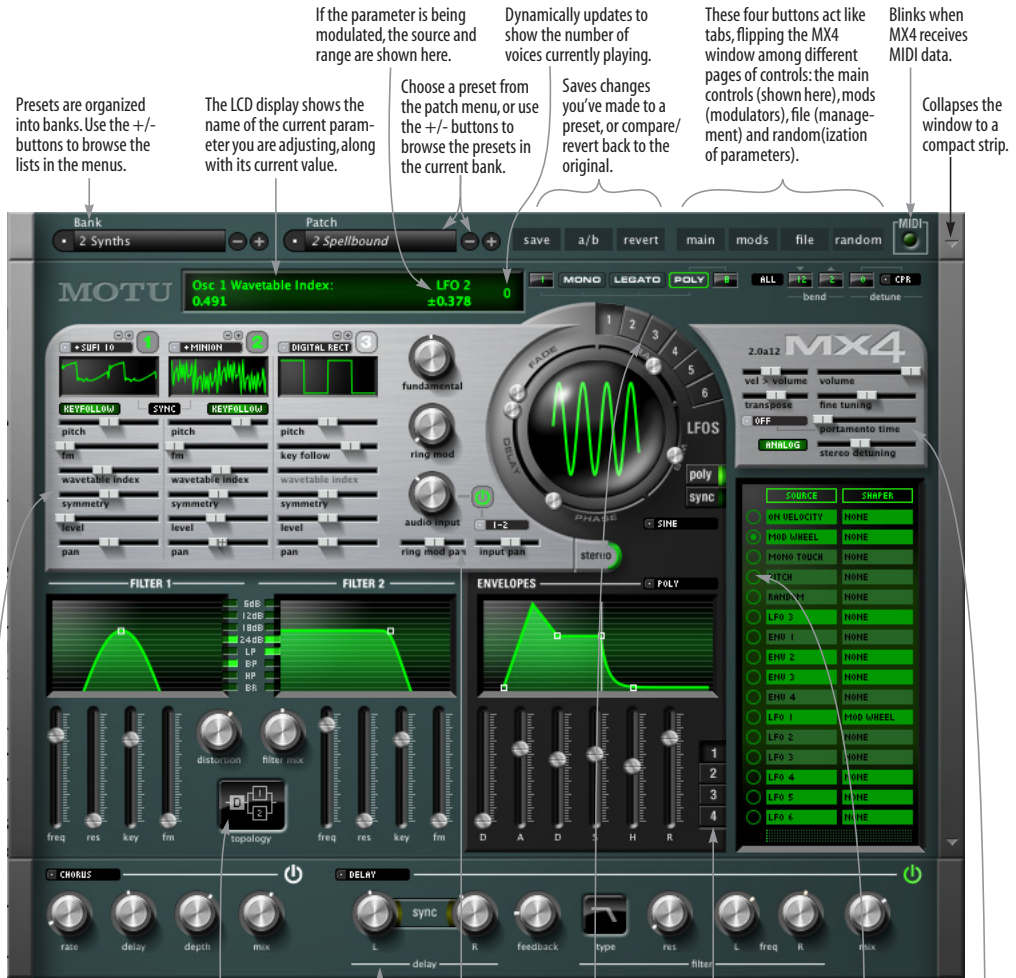 If the parameter is being
modulated, the source and
range are shown here.
Dynamically updates to
show the number of
voices currently playing.
These four buttons act like
tabs, flipping the MX4
window among different
pages of controls: the main
controls (shown here), mods
(modulators), file (manage-
ment) and random(ization
of parameters).
Blinks when
MX4 receives
MIDI data.
Presets are organized
into banks. Use the +/-
buttons to browse the
lists in the menus.
The LCD display shows the
name of the current param-
eter you are adjusting, along
with its current value.
Choose a preset from
the patch menu, or use
the +/- buttons to
browse the presets in
the current bank.
Saves changes
you've made to a
preset, or compare/
revert back to the
original.
Collapses the
window to a
compact strip.
Bank
2 Synths
Patch
2 Spellbound
save a/b revert main mods file random
MIDI
MOTU
Osc 1 Wavetable Index: LFO 2 0
0.491 ±0.378
1 MONO LEGATO POLY 8 ALL 12 2 0 CPR
bend detune
+SUFI 10 1 +MINION 2 DIGITAL RECT 3
KEYFOLLOW SYNC KEYFOLLOW
pitch pitch pitch
fm fm key follow
wavetable index wavetable index wavetable index
symmetry symmetry symmetry
level level level
pan pan pan
fundamental
ring mod
audio input
1-2
ring mod pan input pan
FADE
DELAY
PHASE
1 2 3 4 5 6
LFOS
poly
sync
SINE
stereo
2.0a12 MX4
vel > volume volume
transpose fine tuning
OFF portamento time
ANALOG stereo detuning
FILTER 1 FILTER 2
6dB
12dB
18dB
24dB
LP
BP
HP
BR
distortion filter mix
topology
D 1 2
freq res key fm freq res key fm
ENVELOPES POLY
D A D S H R
1
2
3
4
SOURCE SHAPER
ON VELOCITY NONE
MOD WHEEL NONE
MONO TOUCH NONE
PITCH NONE
RANDOM NONE
LFO 3 NONE
ENV 1 NONE
ENV 2 NONE
ENV 3 NONE
ENV 4 NONE
LFO 1 MOD WHEEL
LFO 2 NONE
LFO 3 NONE
LFO 4 NONE
LFO 5 NONE
LFO 6 NONE
CHORUS
rate delay depth mix
DELAY
L sync R feedback type res L freq R mix
delay filter